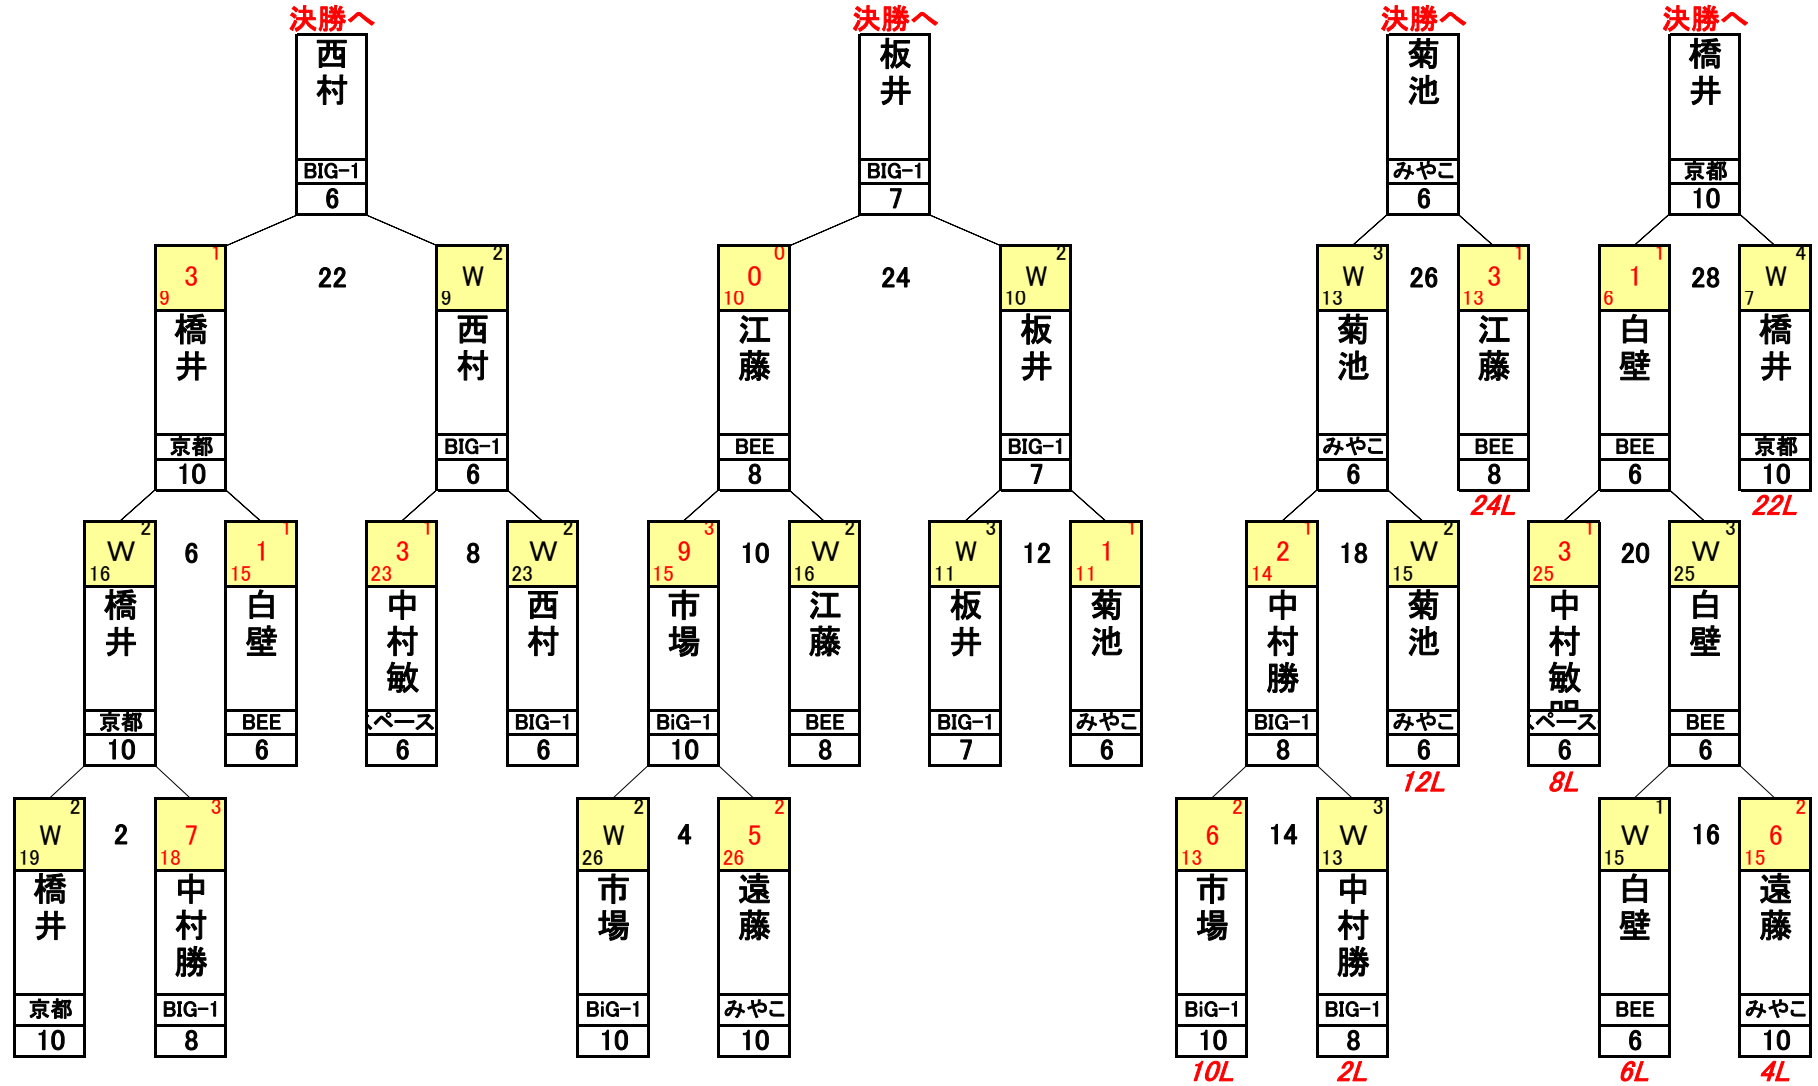 決勝へ 決勝へ 決勝へ 決勝へ
西村 板井 菊池 橋井
BIG-1 BIG-1 みやこ 京都
6 7 6 10
1 2 0 2 3 1 1 4
3 22 W 0 24 W W 26 3 1 28 W
9 9 10 10 13 13 6 7
橋井 西村 江藤 板井 菊池 江藤 白壁 橋井
京都 BIG-1 BEE BIG-1 みやこ BEE BEE 京都
10 6 8 7 6 8 6 10
24L 22L
2 1 1 2 3 2 3 1 1 2 1 3
W 6 1 3 8 W 9 10 W W 12 1 2 18 W 3 20 W
16 15 23 23 15 16 11 11 14 15 25 25
橋井 白壁 中村敏 西村 市場 江藤 板井 菊池 中村勝 菊池 中村敏 白壁
京都 BEE ペース BIG-1 BiG-1 BEE BIG-1 みやこ BIG-1 みやこ ペース BEE
10 6 6 6 10 8 7 6 8 6 6 6
12L 8L
2 3 2 2 2 3 1 2
W 2 7 W 4 5 6 14 W W 16 6
19 18 26 26 13 13 15 15
橋井 中村勝 市場 遠藤 市場 中村勝 白壁 遠藤
京都 BIG-1 BiG-1 みやこ BiG-1 BIG-1 BEE みやこ
10 8 10 10 10 8 6 10
10L 2L 6L 4L